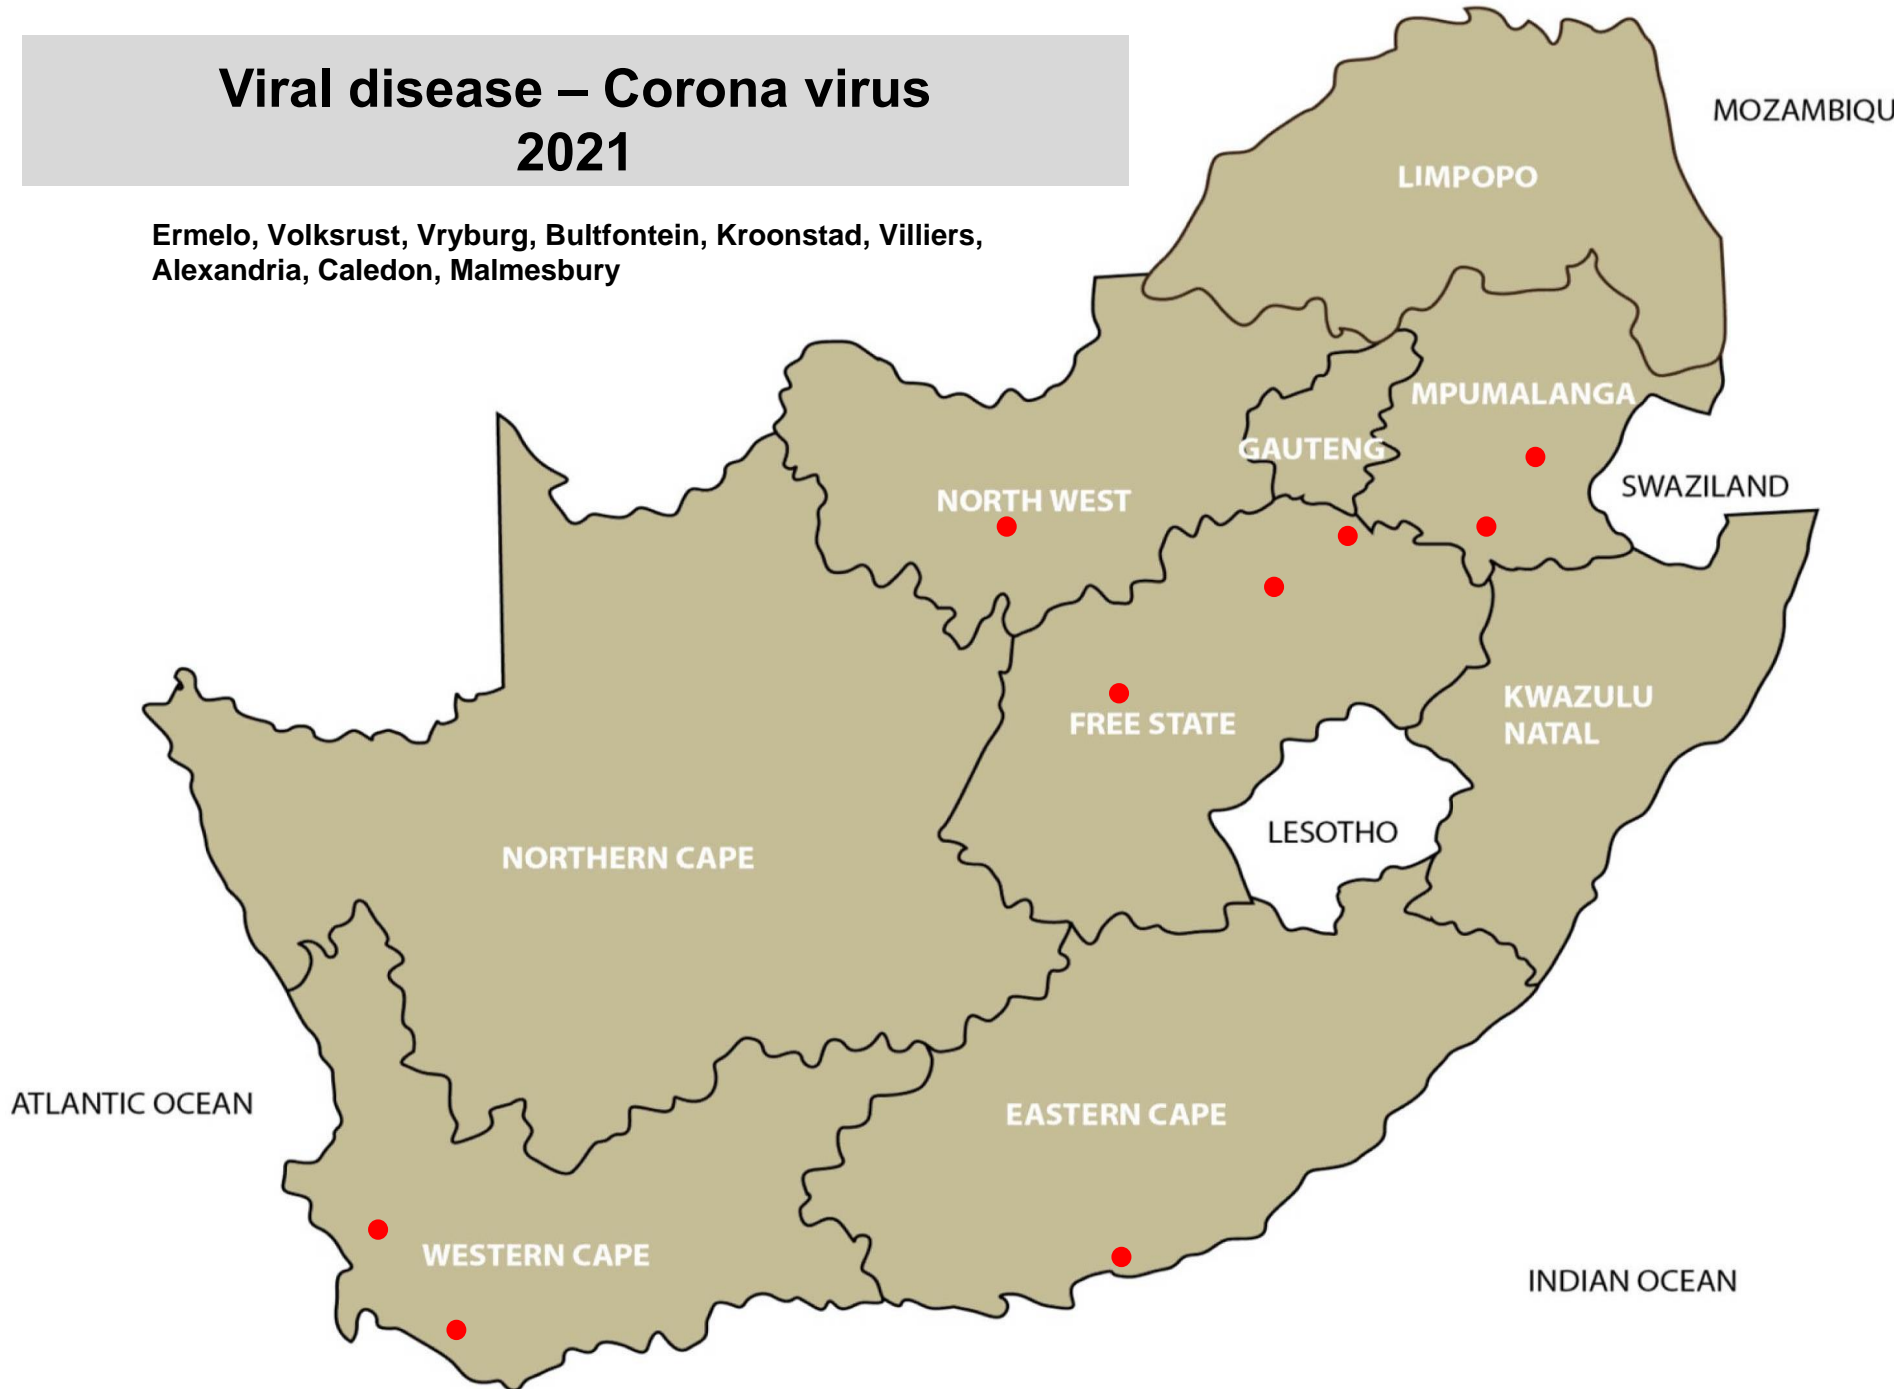 Viral disease – Corona virus
2021
Ermelo, Volksrust, Vryburg, Bultfontein, Kroonstad, Villiers,
Alexandria, Caledon, Malmesbury
MOZAMBIQU
LIMPOPO
MPUMALANGA
GAUTENG
SWAZILAND
NORTH WEST
KWAZULU
NATAL
FREE STATE
LESOTHO
NORTHERN CAPE
ATLANTIC OCEAN
EASTERN CAPE
WESTERN CAPE
INDIAN OCEAN